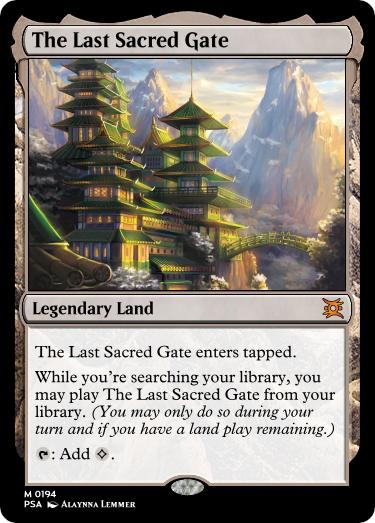 The Last Sacred Gate
Legendary Land
The Last Sacred Gate enters tapped.
While you're searching your library, you
may play The Last Sacred Gate from your
library. (You may only do so during your
turn and if you have a land play remaining.)
: Add .
M 0194
PSA Alaynna Lemmer